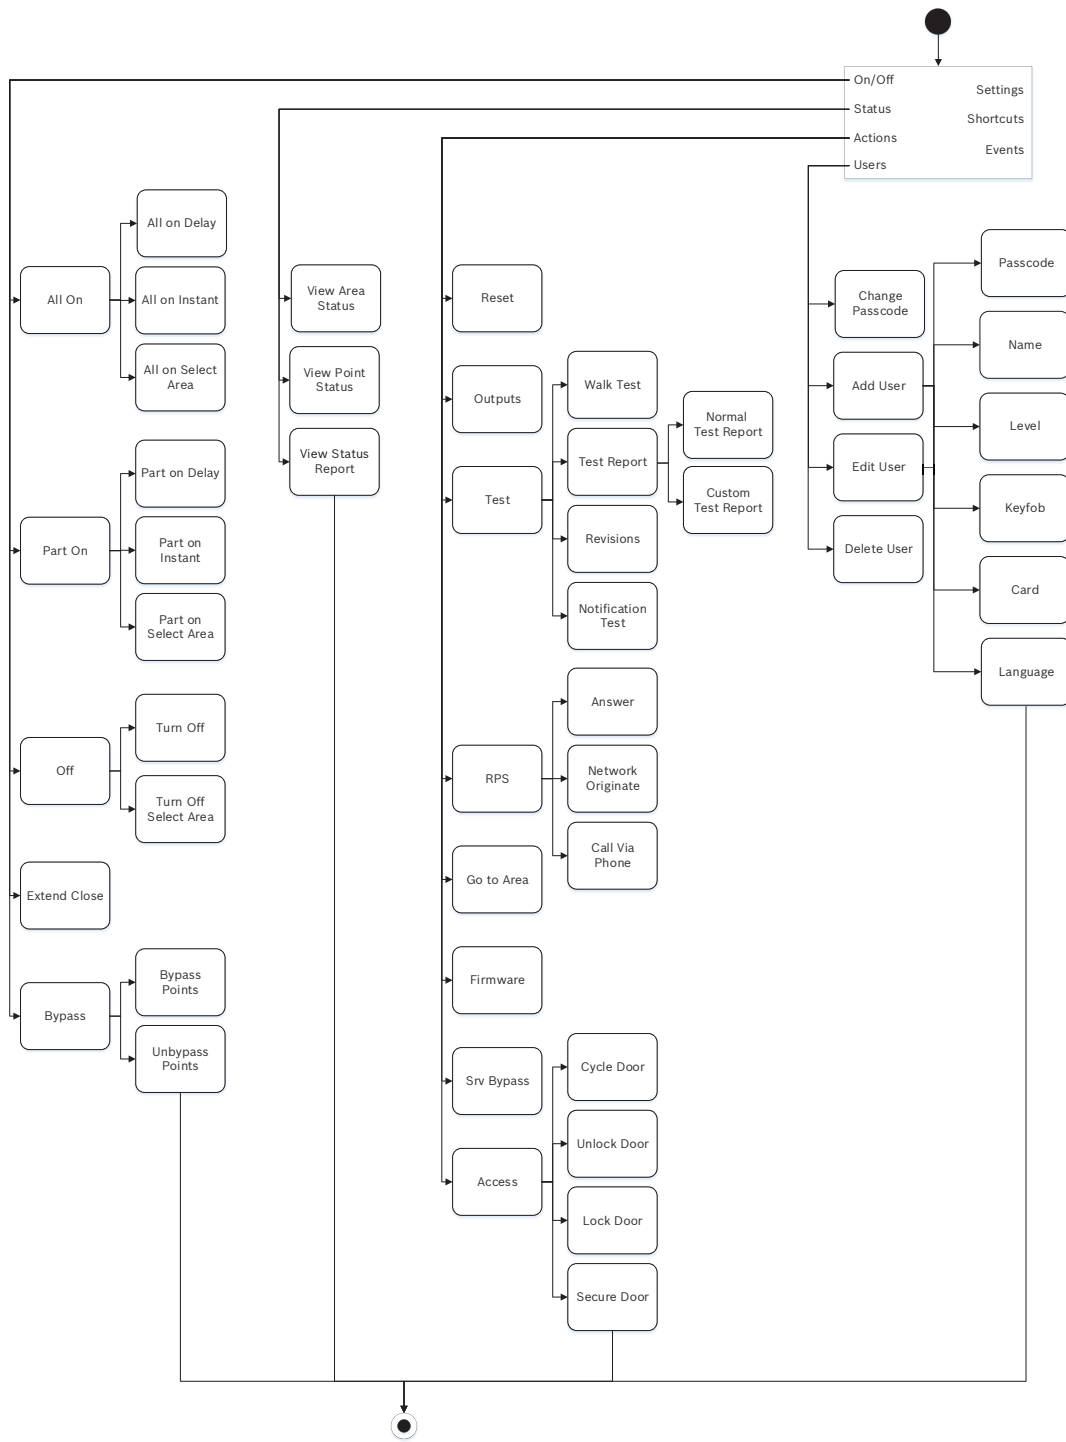 On/Off
Status
Actions
Users
Settings
Shortcuts
Events
All On
All on Delay
All on Instant
All on Select
Area
Part On
Part on Delay
Part on
Instant
Part on
Select Area
Off
Turn Off
Turn Off
Select Area
Extend Close
Bypass
Bypass
Points
Unbypass
Points
View Area
Status
View Point
Status
View Status
Report
Reset
Outputs
Test
Walk Test
Test Report
Normal
Test Report
Custom
Test Report
Revisions
Notification
Test
RPS
Answer
Network
Originate
Call Via
Phone
Go to Area
Firmware
Srv Bypass
Access
Cycle Door
Unlock Door
Lock Door
Secure Door
Change
Passcode
Add User
Edit User
Delete User
Passcode
Name
Level
Keyfob
Card
Language